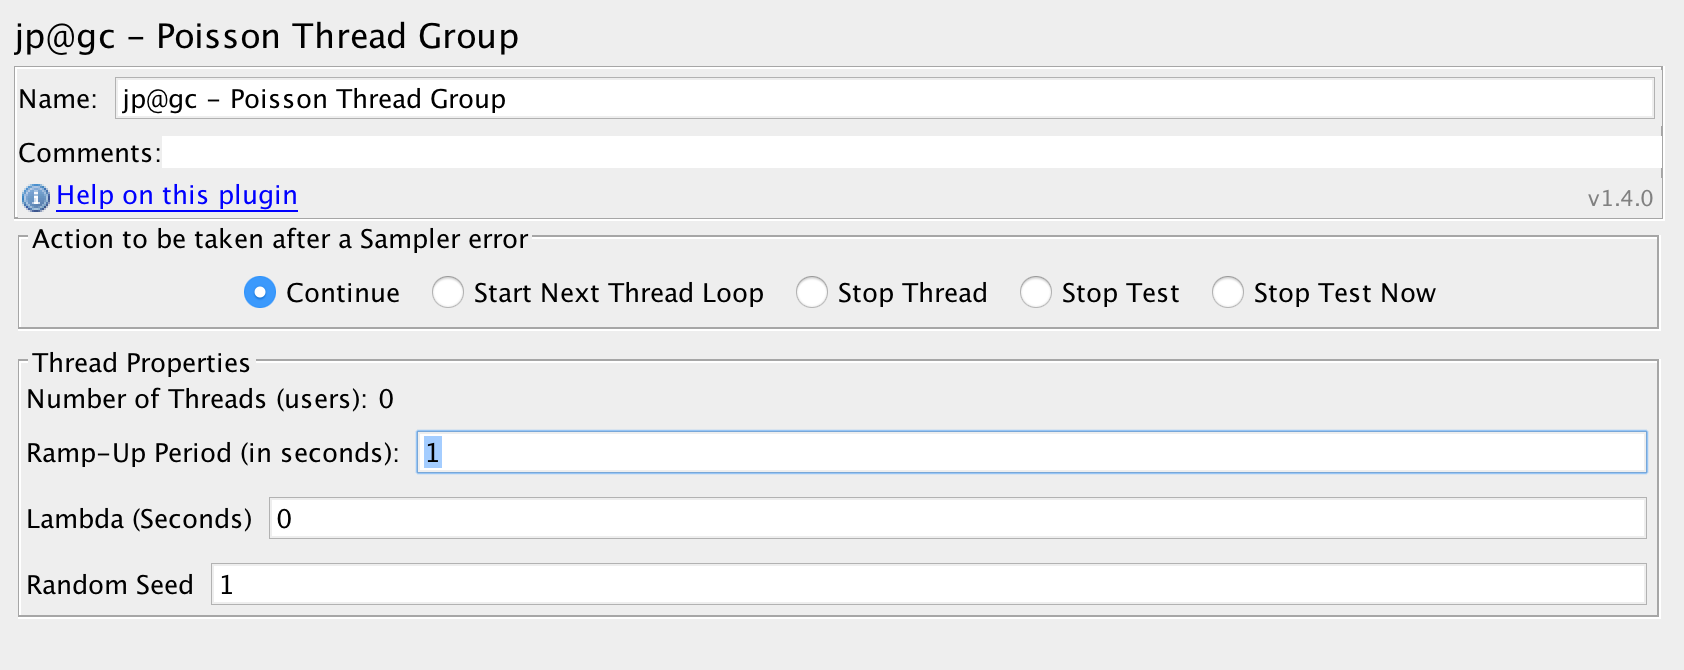 jp@gc - Poisson Thread Group
Name: jp@gc - Poisson Thread Group
Comments:
Help on this plugin v1.4.0
Action to be taken after a Sampler error
Continue Start Next Thread Loop Stop Thread Stop Test Stop Test Now
Thread Properties
Number of Threads (users): 0
Ramp-Up Period (in seconds): 1
Lambda (Seconds) 0
Random Seed 1